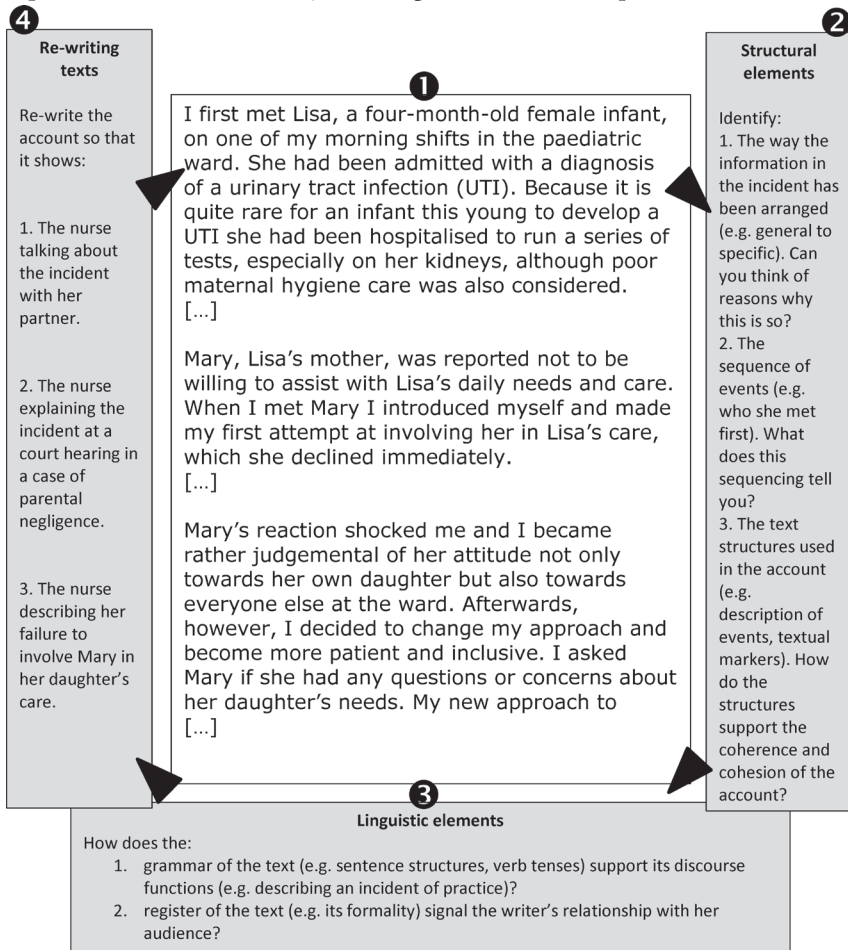 ❹
Re-writing
texts
Re-write the
account so that
it shows:
1. The nurse
talking about
the incident
with her
partner.
2. The nurse
explaining the
incident at a
court hearing in
a case of
parental
negligence.
3. The nurse
describing her
failure to
involve Mary in
her daughter's
care.
❶
I first met Lisa, a four-month-old female infant,
on one of my morning shifts in the paediatric
ward. She had been admitted with a diagnosis
of a urinary tract infection (UTI). Because it is
quite rare for an infant this young to develop a
UTI she had been hospitalised to run a series of
tests, especially on her kidneys, although poor
maternal hygiene care was also considered.
[…]
Mary, Lisa's mother, was reported not to be
willing to assist with Lisa's daily needs and care.
When I met Mary I introduced myself and made
my first attempt at involving her in Lisa's care,
which she declined immediately.
[…]
Mary's reaction shocked me and I became
rather judgemental of her attitude not only
towards her own daughter but also towards
everyone else at the ward. Afterwards,
however, I decided to change my approach and
become more patient and inclusive. I asked
Mary if she had any questions or concerns about
her daughter's needs. My new approach to
[…]
❷
Structural
elements
Identify:
1. The way the
information in
the incident has
been arranged
(e.g. general to
specific). Can
you think of
reasons why
this is so?
2. The
sequence of
events (e.g.
who she met
first). What
does this
sequencing tell
you?
3. The text
structures used
in the account
(e.g.
description of
events, textual
markers). How
do the
structures
support the
coherence and
cohesion of the
account?
❸
Linguistic elements
How does the:
1. grammar of the text (e.g. sentence structures, verb tenses) support its discourse
functions (e.g. describing an incident of practice)?
2. register of the text (e.g. its formality) signal the writer's relationship with her
audience?